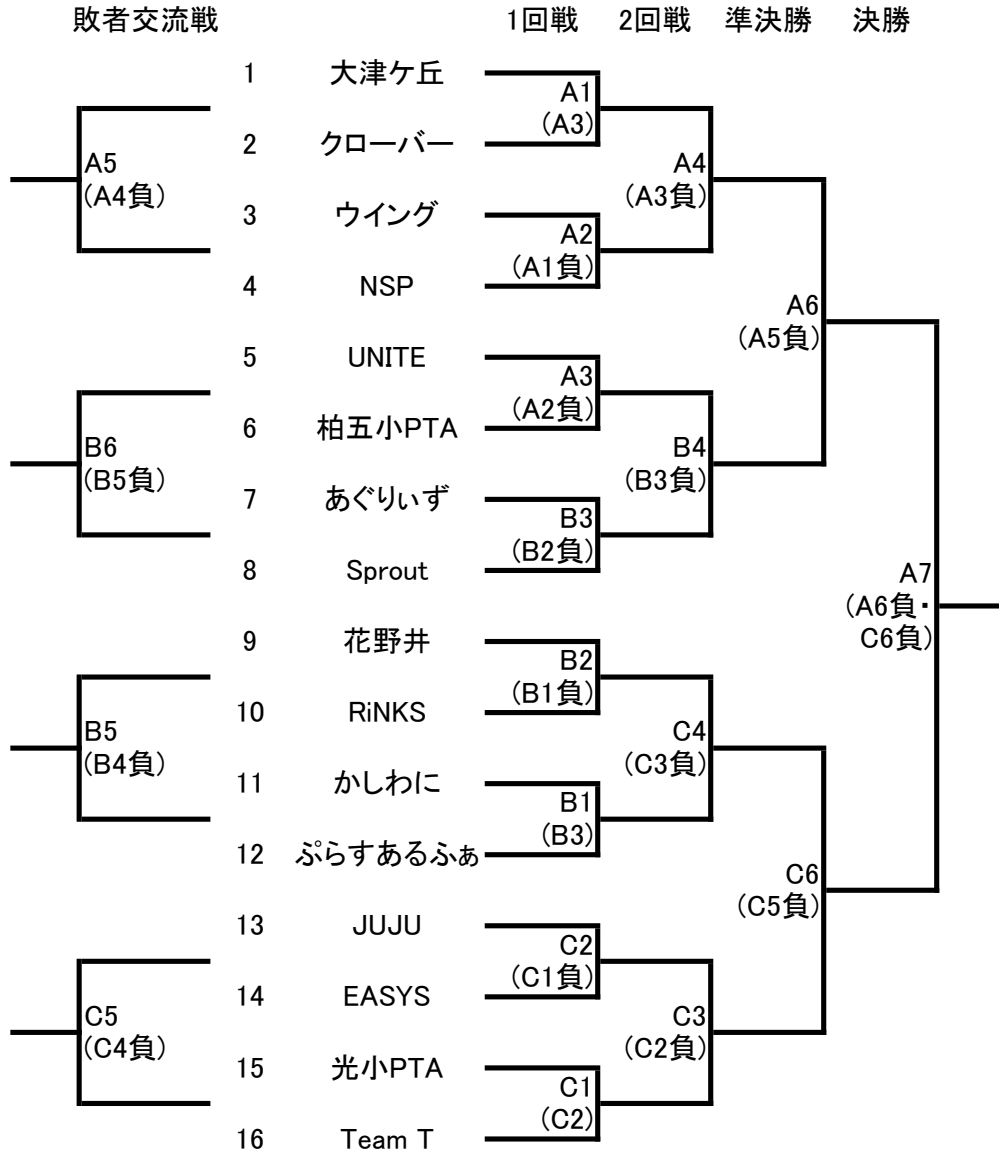 敗者交流戦 1回戦 2回戦 準決勝 決勝
1 大津ケ丘
A1
(A3)
2 クローバー
A5
(A4負)
A4
(A3負)
3 ウイング
A2
(A1負)
4 NSP
A6
(A5負)
5 UNITE
A3
(A2負)
6 柏五小PTA
B6
(B5負)
B4
(B3負)
7 あぐりぃず
B3
(B2負)
8 Sprout
A7
(A6負・
C6負)
9 花野井
B2
(B1負)
10 RiNKS
B5
(B4負)
C4
(C3負)
11 かしわに
B1
(B3)
12 ぷらすあるふぁ
C6
(C5負)
13 JUJU
C2
(C1負)
14 EASYS
C5
(C4負)
C3
(C2負)
15 光小PTA
C1
(C2)
16 Team T